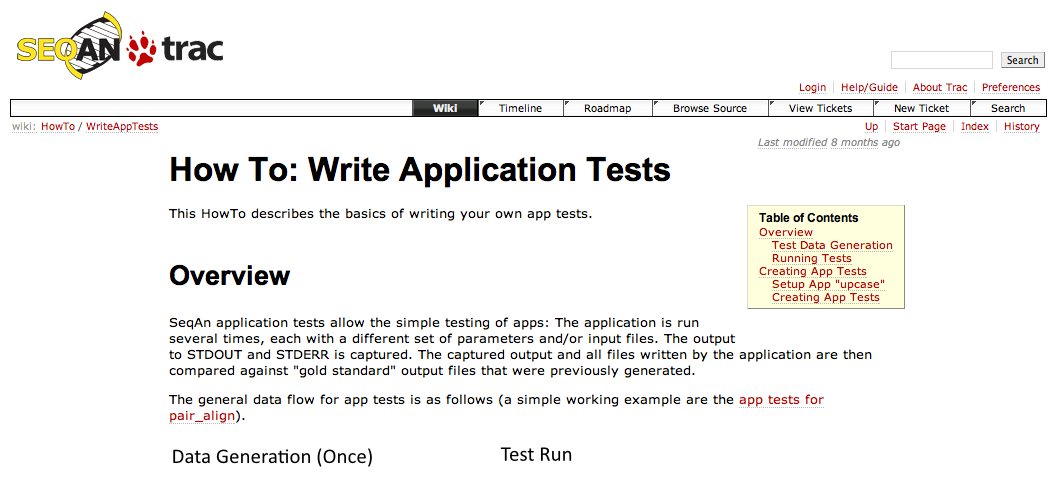 SEQAN trac
Search
Login Help/Guide About Trac Preferences
Wiki Timeline Roadmap Browse Source View Tickets New Ticket Search
wiki: HowTo / WriteAppTests Up Start Page Index History
Last modified 8 months ago
How To: Write Application Tests
This HowTo describes the basics of writing your own app tests.
Table of Contents
Overview
Test Data Generation
Running Tests
Creating App Tests
Setup App "upcase"
Creating App Tests
Overview
SeqAn application tests allow the simple testing of apps: The application is run
several times, each with a different set of parameters and/or input files. The output
to STDOUT and STDERR is captured. The captured output and all files written by the application are then
compared against "gold standard" output files that were previously generated.
The general data flow for app tests is as follows (a simple working example are the app tests for
pair_align).
Data Generation (Once) Test Run